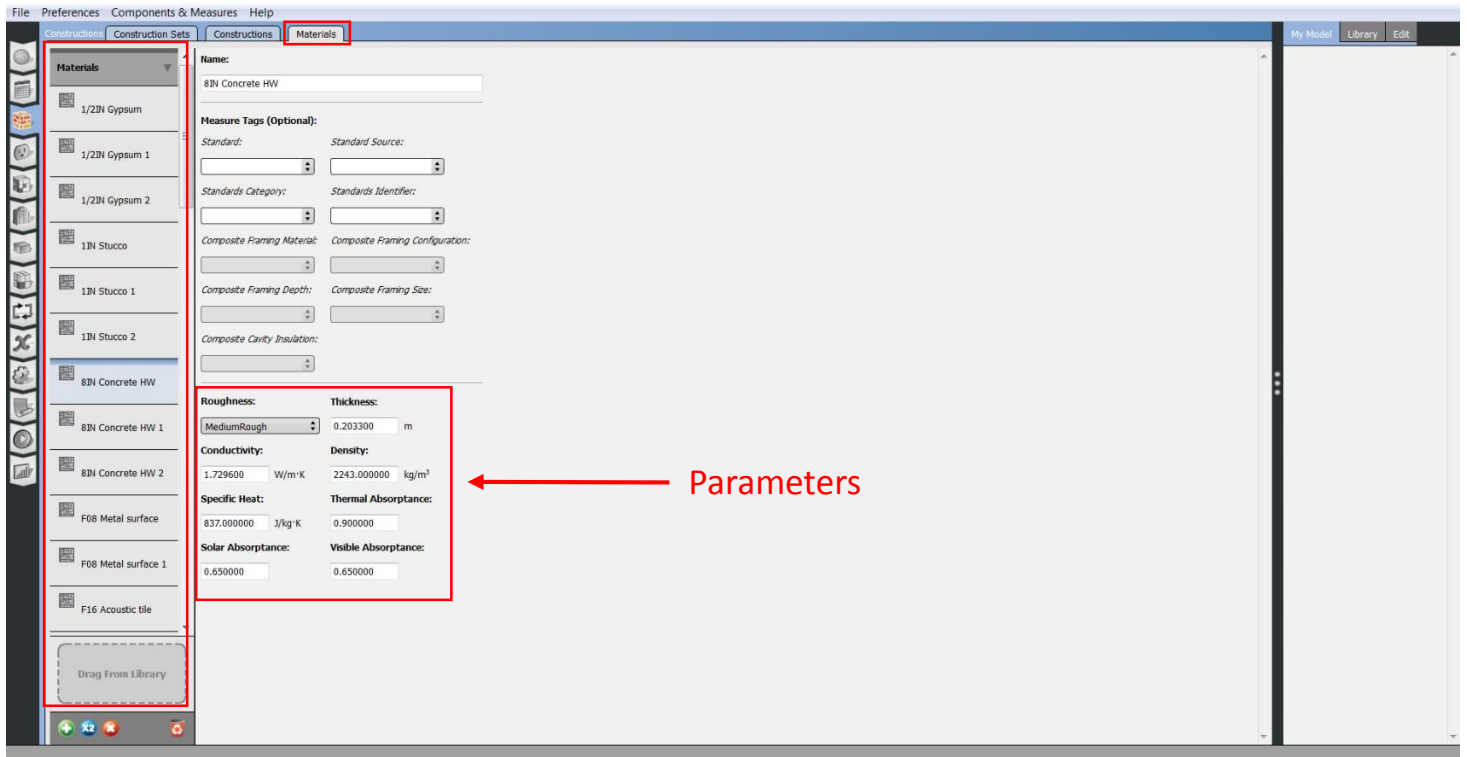 File Preferences Components & Measures Help
Constructions Construction Sets Constructions Materials My Model Library Edit
Materials
1/2IN Gypsum
1/2IN Gypsum 1
1/2IN Gypsum 2
1IN Stucco
1IN Stucco 1
1IN Stucco 2
8IN Concrete HW
8IN Concrete HW 1
8IN Concrete HW 2
F08 Metal surface
F08 Metal surface 1
F16 Acoustic tile
Drag From Library
x2
Name:
8IN Concrete HW
Measure Tags (Optional):
Standard: Standard Source:
Standards Category: Standards Identifier:
Composite Framing Material: Composite Framing Configuration:
Composite Framing Depth: Composite Framing Size:
Composite Cavity Insulation:
Roughness: Thickness:
MediumRough 0.203300 m
Conductivity: Density:
1.729600 W/m·K 2243.000000 kg/m³
Specific Heat: Thermal Absorptance:
837.000000 J/kg·K 0.900000
Solar Absorptance: Visible Absorptance:
0.650000 0.650000
Parameters